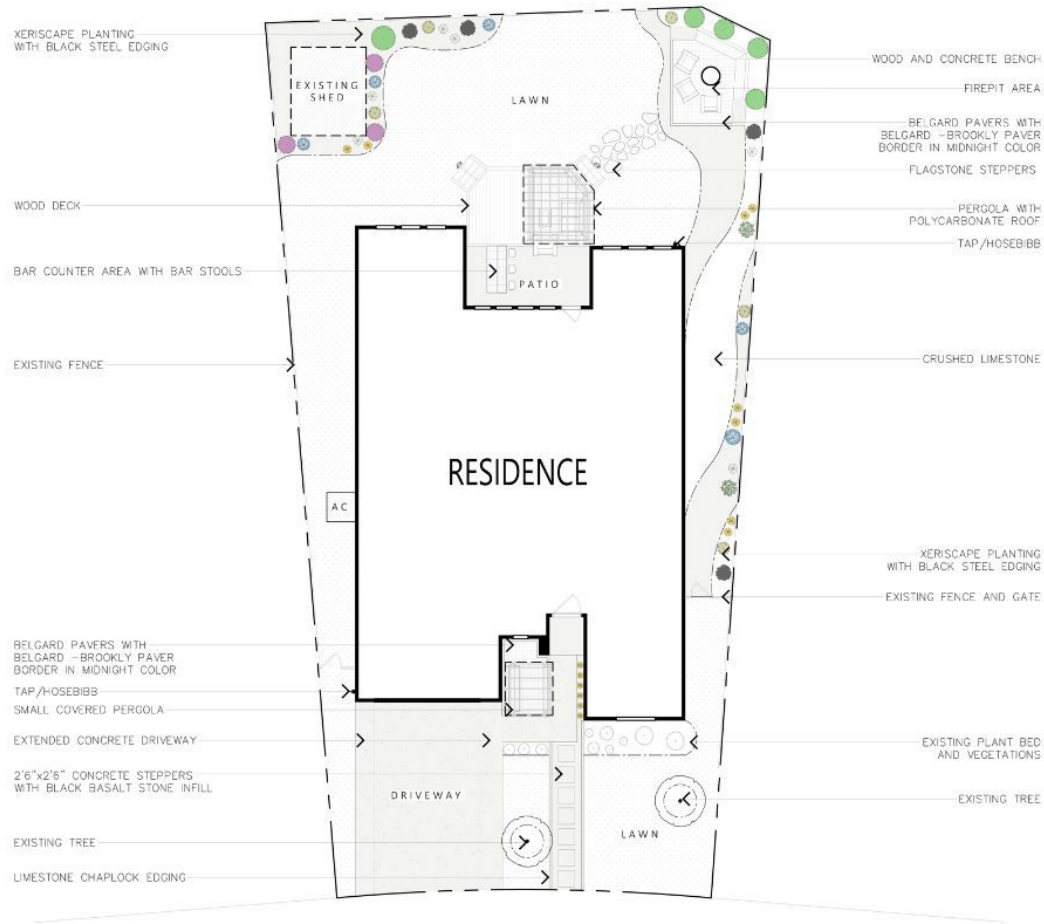 XERISCAPE PLANTING
WITH BLACK STEEL EDGING
EXISTING
SHED
LAWN
WOOD AND CONCRETE BENCH
FIREPIT AREA
BELGARD PAVERS WITH
BELGARD -BROOKLY PAVER
BORDER IN MIDNIGHT COLOR
FLAGSTONE STEPPERS
WOOD DECK
PERGOLA WITH
POLYCARBONATE ROOF
TAP/HOSEBIBB
BAR COUNTER AREA WITH BAR STOOLS
PATIO
EXISTING FENCE
CRUSHED LIMESTONE
RESIDENCE
AC
XERISCAPE PLANTING
WITH BLACK STEEL EDGING
EXISTING FENCE AND GATE
BELGARD PAVERS WITH
BELGARD -BROOKLY PAVER
BORDER IN MIDNIGHT COLOR
TAP/HOSEBIBB
SMALL COVERED PERGOLA
EXTENDED CONCRETE DRIVEWAY
EXISTING PLANT BED
AND VEGETATIONS
2'6"x2'6" CONCRETE STEPPERS
WITH BLACK BASALT STONE INFILL
DRIVEWAY
EXISTING TREE
LAWN
EXISTING TREE
LIMESTONE CHAPLOCK EDGING